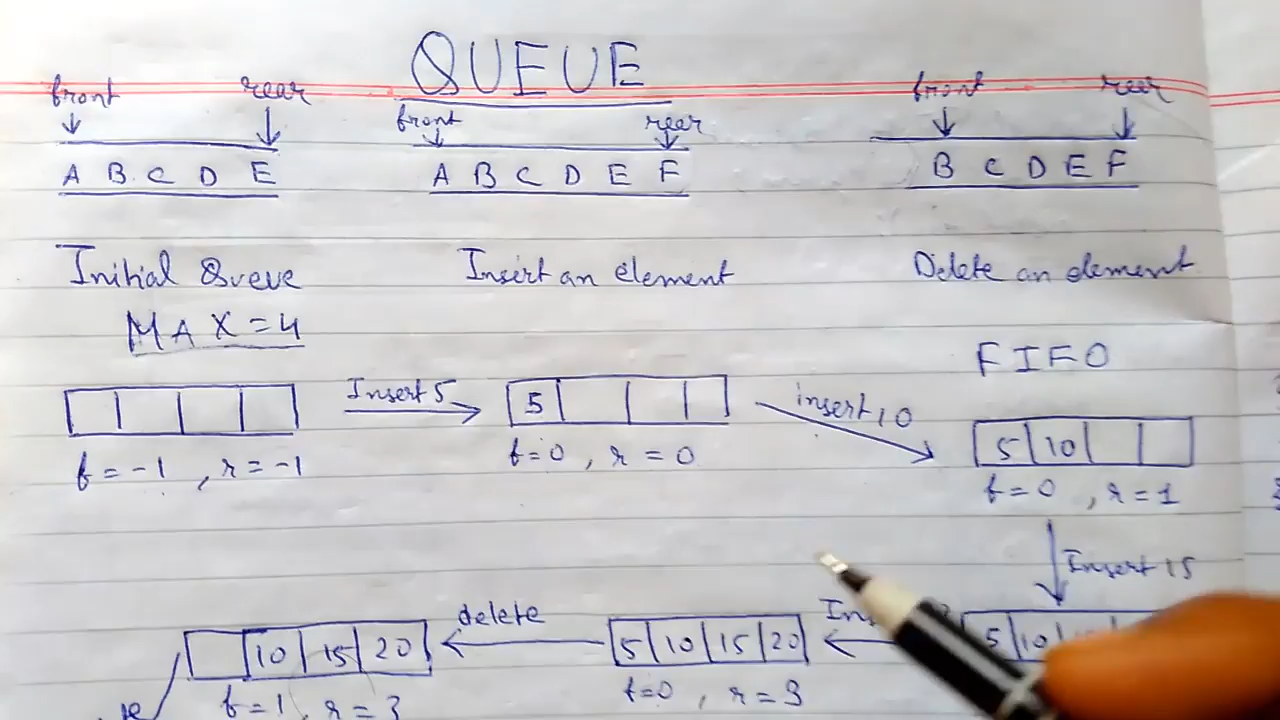 QUEUE
front rear front rear front rear
A B C D E A B C D E F B C D E F
Initial Queue Insert an element Delete an element
MAX=4
FIFO
Insert 5 insert 10
5
5 10
f=-1 , r=-1 f=0 , r=0 f=0 , r=1
Insert 15
delete
10 15 20 5 10 15 20 5 10
f=1, r=3 f=0, r=3